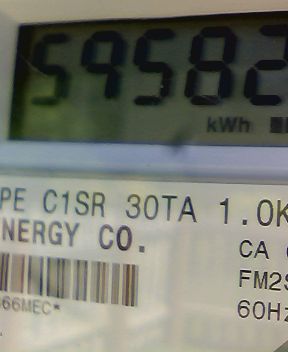 59582
kWh
PE C1SR 30TA 1.0K
NERGY CO.
CA
FM2S
66MEC*
60Hz